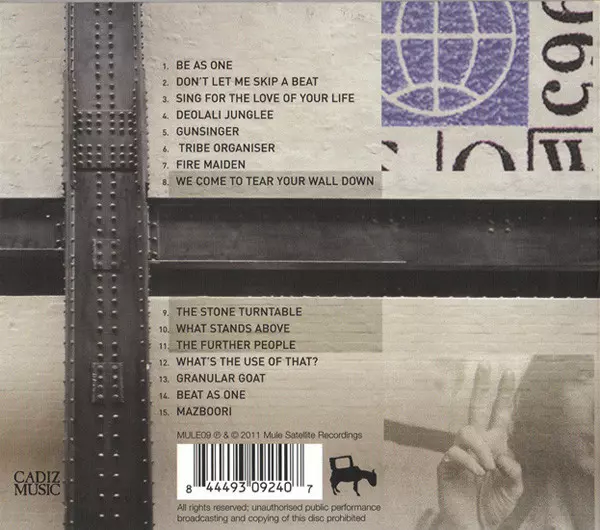 1. BE AS ONE
2. DON'T LET ME SKIP A BEAT
3. SING FOR THE LOVE OF YOUR LIFE
4. DEOLALI JUNGLEE
5. GUNSINGER
6. TRIBE ORGANISER
7. FIRE MAIDEN
8. WE COME TO TEAR YOUR WALL DOWN
9. THE STONE TURNTABLE
10. WHAT STANDS ABOVE
11. THE FURTHER PEOPLE
12. WHAT'S THE USE OF THAT?
13. GRANULAR GOAT
14. BEAT AS ONE
15. MAZBOORI
MULE09 ℗ & © 2011 Mule Satellite Recordings
8 44493 09240 7
CADIZ
MUSIC
All rights reserved; unauthorised public performance
broadcasting and copying of this disc prohibited